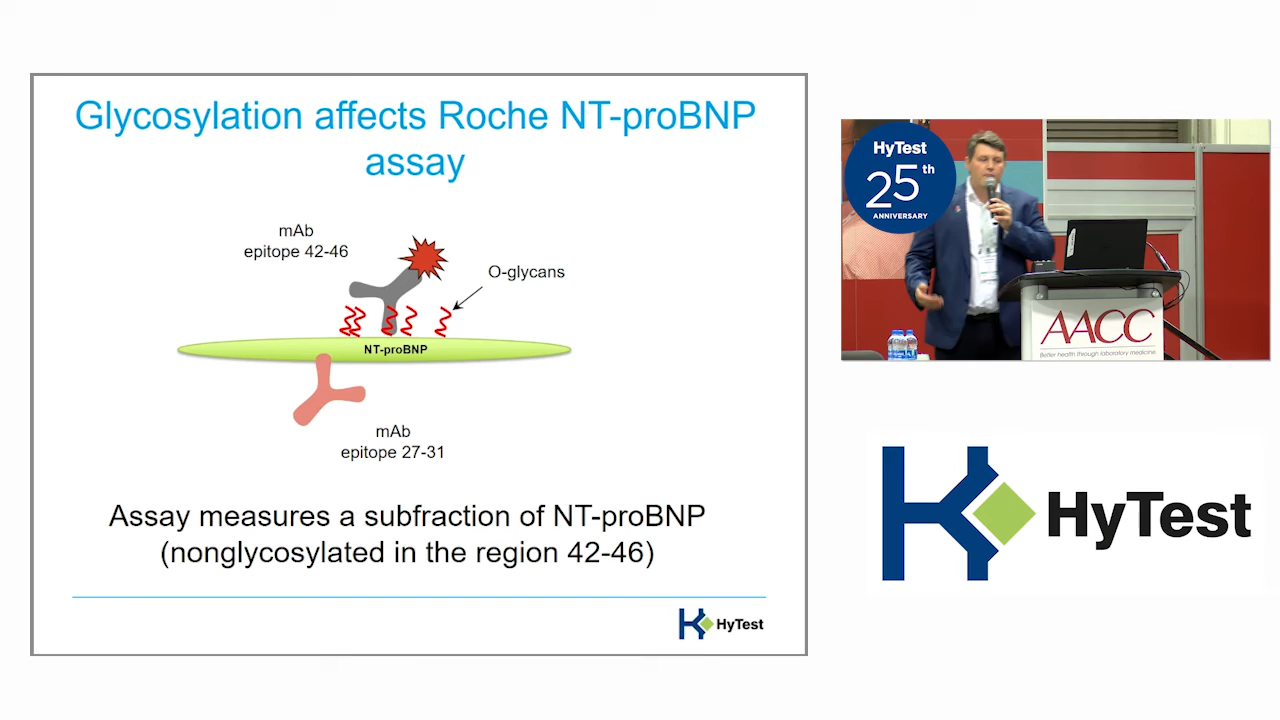 Glycosylation affects Roche NT-proBNP
assay
mAb
epitope 42-46
O-glycans
NT-proBNP
mAb
epitope 27-31
Assay measures a subfraction of NT-proBNP
(nonglycosylated in the region 42-46)
HyTest
HyTest
25th
ANNIVERSARY
AACC
Better health through laboratory medicine
HyTest